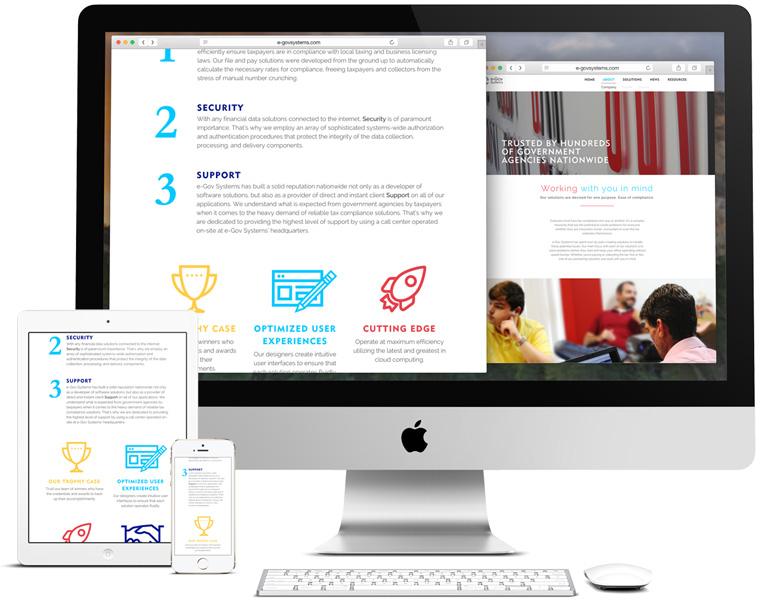 e-govsystems.com
1
efficiently ensure taxpayers are in compliance with local taxing and business licensing
laws. Our file and pay solutions were developed from the ground up to automatically
calculate the necessary rates for compliance, freeing taxpayers and collectors from the
stress of manual number crunching.
2
SECURITY
With any financial data solutions connected to the internet, Security is of paramount
importance. That's why we employ an array of sophisticated systems-wide authorization
and authentication procedures that protect the integrity of the data collection,
processing, and delivery components.
3
SUPPORT
e-Gov Systems has built a solid reputation nationwide not only as a developer of
software solutions, but also as a provider of direct and instant client Support on all of our
applications. We understand what is expected from government agencies by taxpayers
when it comes to the heavy demand of reliable tax compliance solutions. That's why we
are dedicated to providing the highest level of support by using a call center operated
on-site at e-Gov Systems' headquarters.
HY CASE
winners who
s and awards
their
ments.
OPTIMIZED USER
EXPERIENCES
Our designers create intuitive
user interfaces to ensure that
each solution operates fluidly
CUTTING EDGE
Operate at maximum efficiency
utilizing the latest and greatest in
cloud computing.
e-govsystems.com
e-Gov
Systems
HOME ABOUT SOLUTIONS NEWS RESOURCES
Company
TRUSTED BY HUNDREDS
OF GOVERNMENT
AGENCIES NATIONWIDE
Working with you in mind
Our solutions are devised for one purpose. Ease of compliance.
2
SECURITY
With any financial data solutions connected to the internet,
Security is of paramount importance. That's why we employ an
array of sophisticated systems-wide authorization and
authentication procedures that protect the integrity of the data
collection, processing, and delivery components.
3
SUPPORT
e-Gov Systems has built a solid reputation nationwide not only
as a developer of software solutions, but also as a provider of
direct and instant client Support on all of our applications. We
understand what is expected from government agencies by
taxpayers when it comes to the heavy demand of reliable tax
compliance solutions. That's why we are dedicated to providing
the highest level of support by using a call center operated on-
site at e-Gov Systems' headquarters.
OUR TROPHY CASE
Trust our team of winners who have
the credentials and awards to back
up their accomplishments.
OPTIMIZED USER
EXPERIENCES
Our designers create intuitive user
interfaces to ensure that each
solution operates fluidly.
3
SUPPORT
OUR TROPHY CASE